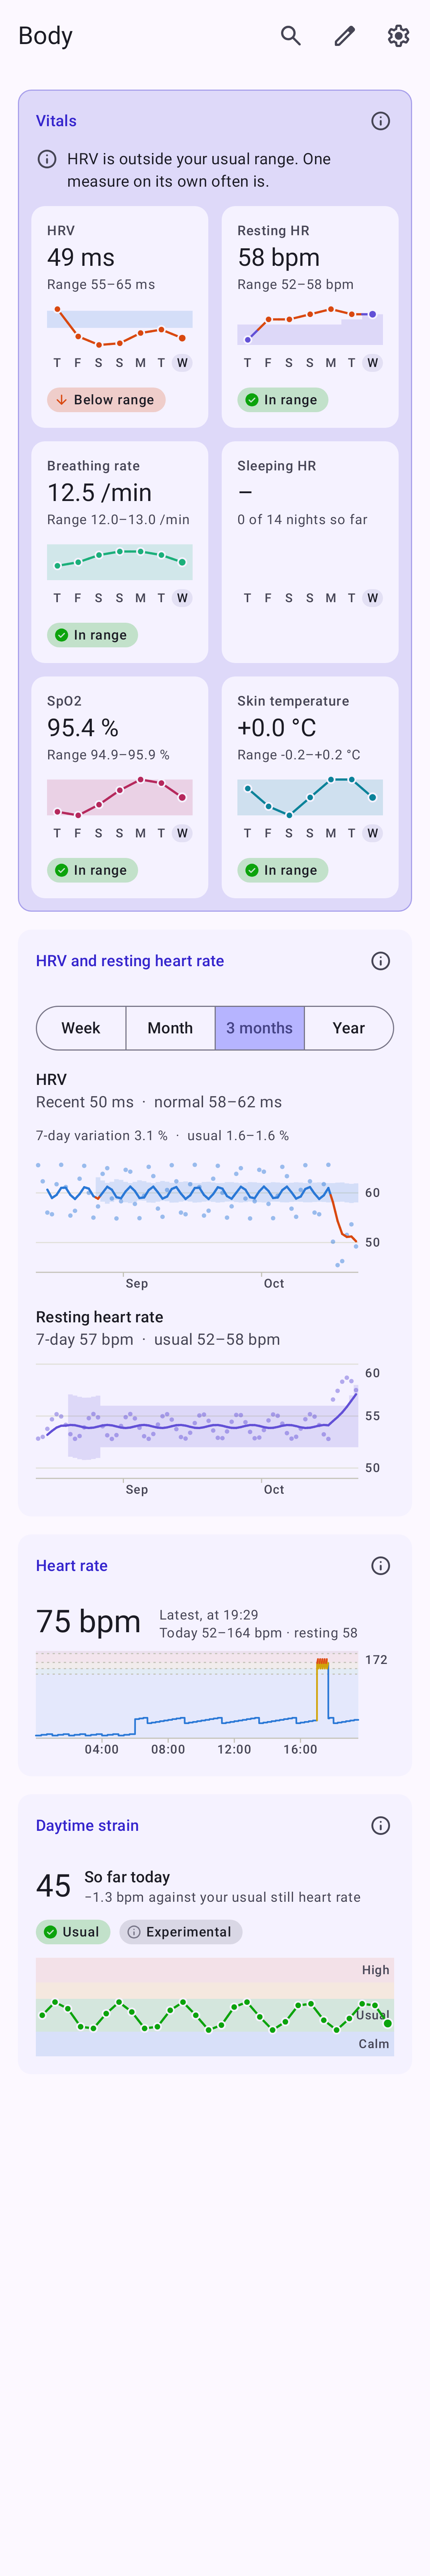 Body
Vitals
HRV is outside your usual range. One
measure on its own often is.
HRV
49 ms
Range 55–65 ms
T F S S M T W
Below range
Resting HR
58 bpm
Range 52–58 bpm
T F S S M T W
In range
Breathing rate
12.5 /min
Range 12.0–13.0 /min
T F S S M T W
In range
Sleeping HR
–
0 of 14 nights so far
T F S S M T W
SpO2
95.4 %
Range 94.9–95.9 %
T F S S M T W
In range
Skin temperature
+0.0 °C
Range -0.2–+0.2 °C
T F S S M T W
In range
HRV and resting heart rate
Week Month 3 months Year
HRV
Recent 50 ms · normal 58–62 ms
7-day variation 3.1 % · usual 1.6–1.6 %
60
50
Sep Oct
Resting heart rate
7-day 57 bpm · usual 52–58 bpm
60
55
50
Sep Oct
Heart rate
75 bpm
Latest, at 19:29
Today 52–164 bpm · resting 58
172
04:00 08:00 12:00 16:00
Daytime strain
45
So far today
−1.3 bpm against your usual still heart rate
Usual
Experimental
High
Usual
Calm